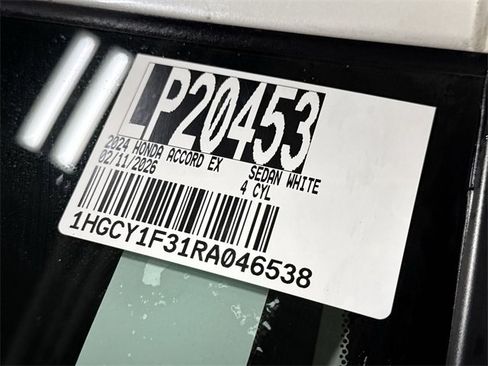 LP20453
2024 HONDA ACCORD EX SEDAN WHITE
02/11/2026 4 CYL
1HGCY1F31RA046538